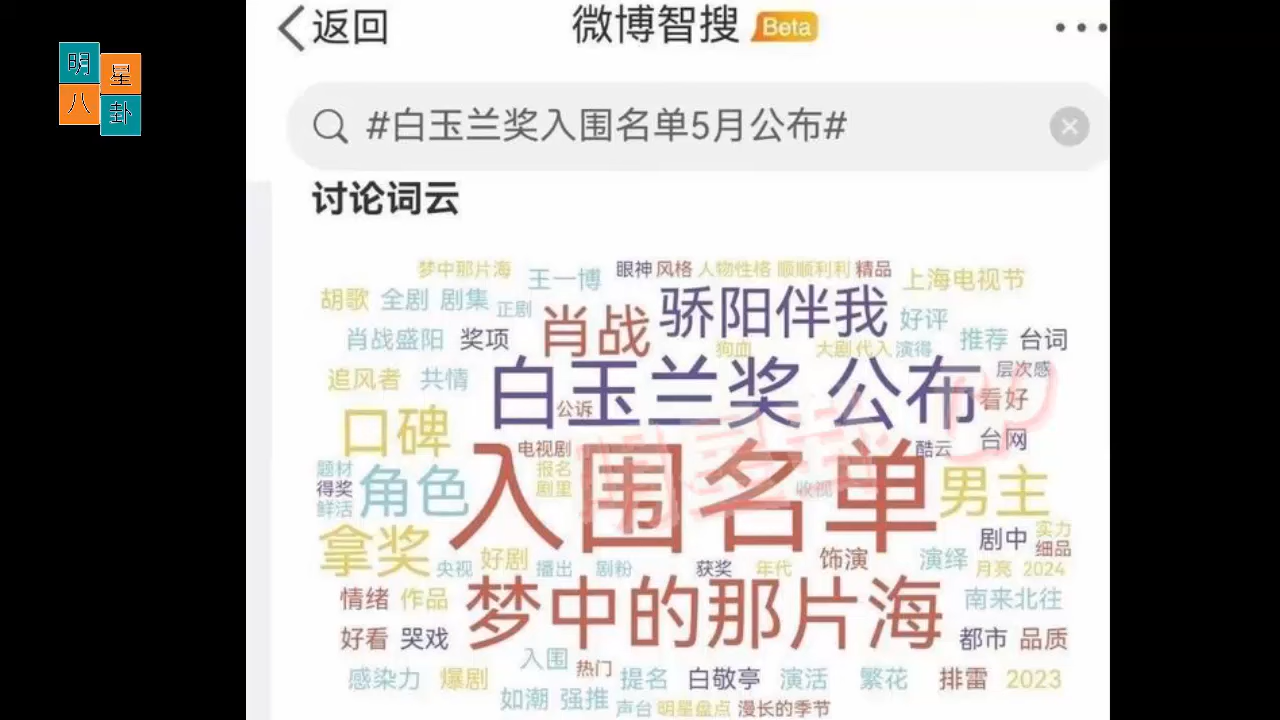 返回
微博智搜 Beta
明星
八卦
#白玉兰奖入围名单5月公布#
讨论词云
梦中那片海 王一博 眼神 风格 人物性格 顺顺利利 精品 上海电视节
胡歌 全剧 剧集 正剧 肖战 骄阳伴我 好评
肖战盛阳 奖项 狗血 大剧 代入 演得 推荐 台词
追风者 共情 白玉兰奖 公布 层次感
公诉 看好
口碑 电视剧 酷云 台网
题材 报名
得奖 角色 剧里 入围名单 收视 男主
鲜活
拿奖 剧中 实力
细品
央视 好剧 播出 剧粉 获奖 年代 饰演 演绎 月亮 2024
情绪 作品 梦中的那片海 南来北往
好看 哭戏 都市 品质
感染力 爆剧 入围 热门 提名 白敬亭 演活 繁花 排雷 2023
如潮 强推 声台 明星盘点 漫长的季节